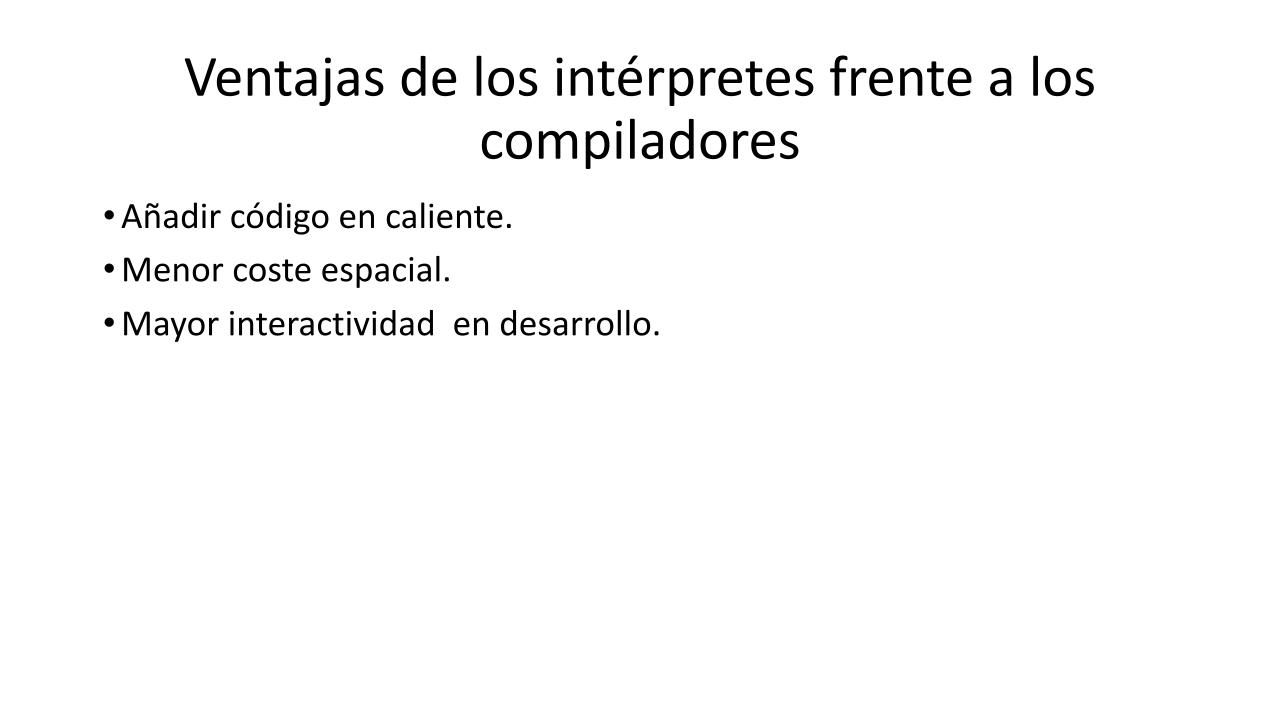 Ventajas de los intérpretes frente a los
compiladores
• Añadir código en caliente.
• Menor coste espacial.
• Mayor interactividad  en desarrollo.